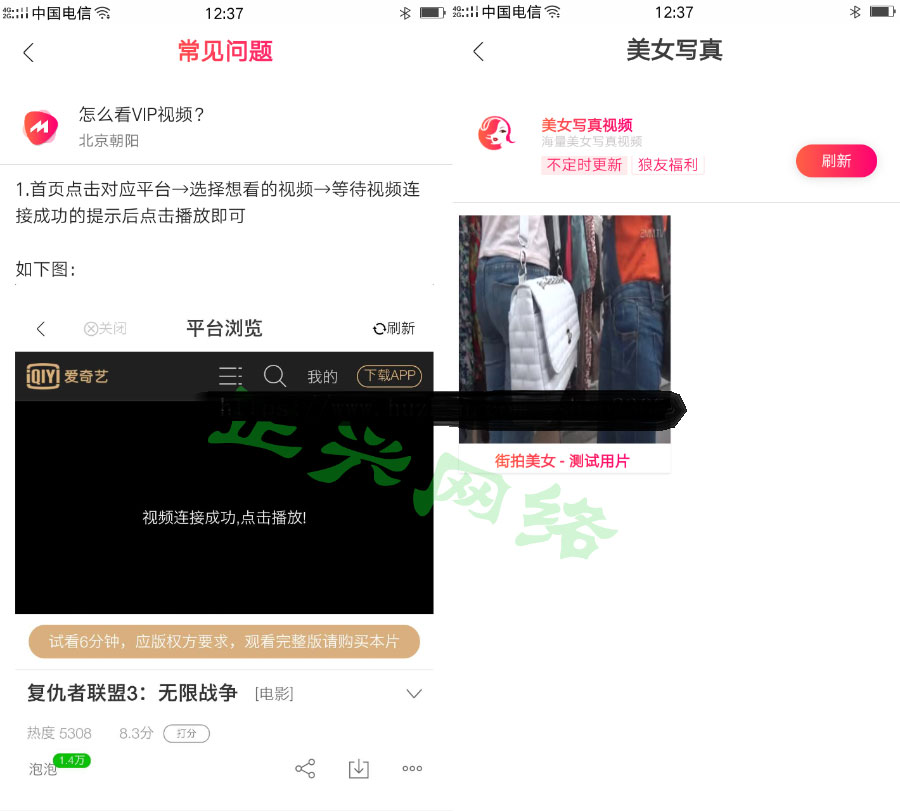 中国电信
12:37
常见问题
怎么看VIP视频？
北京朝阳
1.首页点击对应平台→选择想看的视频→等待视频连
接成功的提示后点击播放即可
如下图：
关闭
平台浏览
刷新
QIY 爱奇艺
我的
下载APP
视频连接成功,点击播放!
试看6分钟，应版权方要求，观看完整版请购买本片
复仇者联盟3：无限战争 [电影]
热度 5308 8.3分 打分
泡泡 1.4万
中国电信
12:37
美女写真
美女写真视频
海量美女写真视频
不定时更新 狼友福利
刷新
街拍美女 - 测试用片
正兴网络